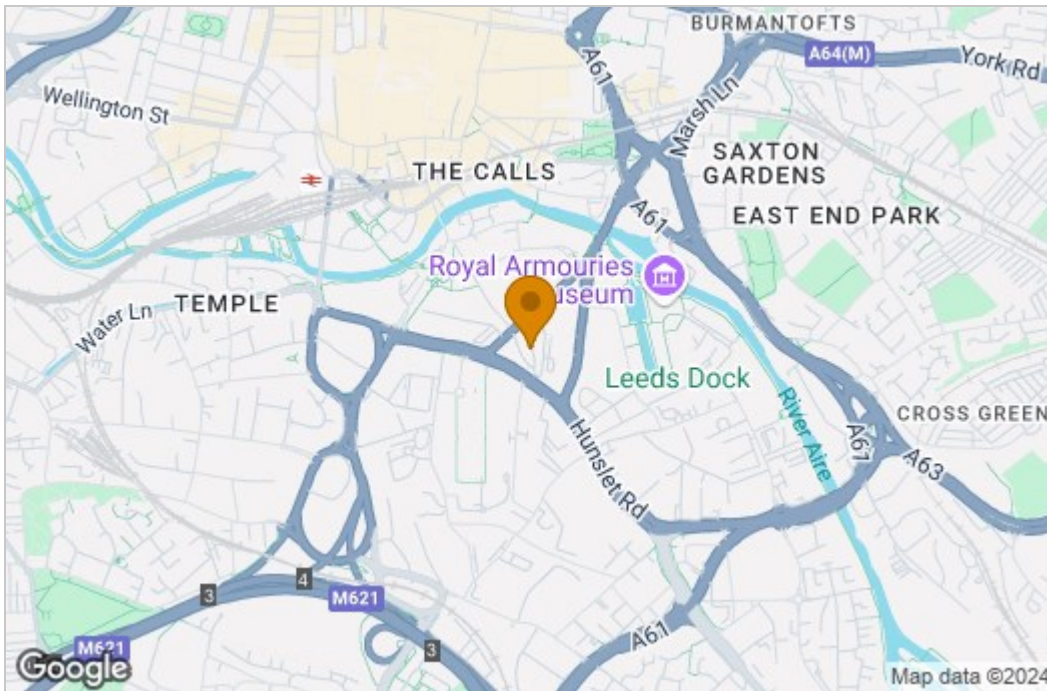 BURMANTOFTS
A64(M)
York Rd
A61
Marsh Ln
Wellington St
SAXTON
GARDENS
THE CALLS
A61
EAST END PARK
Royal Armouries
useum
TEMPLE
Water Ln
Leeds Dock
River Aire
CROSS GREEN
A61
A63
Hunslet Rd
3
4
M621
M621
3
A61
Google
Map data ©2024